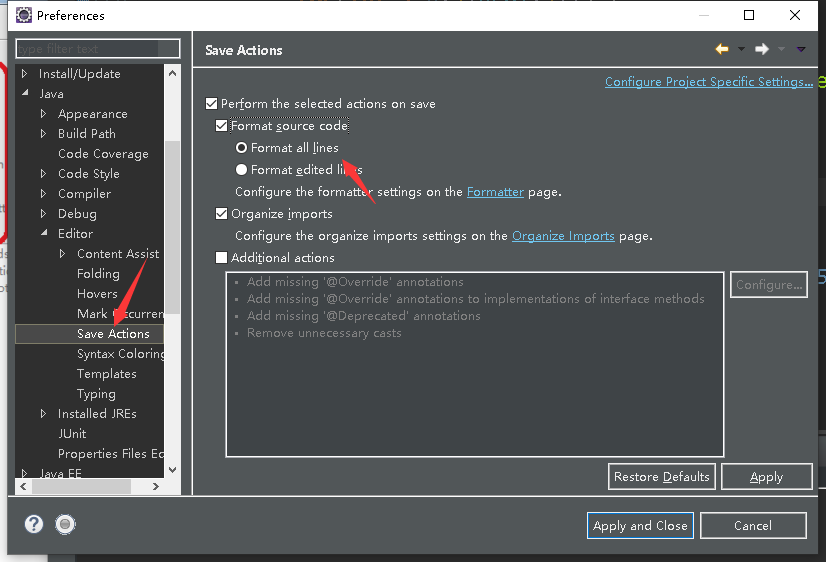 Preferences
type filter text
Save Actions
Install/Update
Java
Appearance
Build Path
Code Coverage
Code Style
Compiler
Debug
Editor
Content Assist
Folding
Hovers
Mark Occurren
Save Actions
Syntax Coloring
Templates
Typing
Installed JREs
JUnit
Properties Files Ed
Java EE
Configure Project Specific Settings...
Perform the selected actions on save
Format source code
Format all lines
Format edited lines
Configure the formatter settings on the Formatter page.
Organize imports
Configure the organize imports settings on the Organize Imports page.
Additional actions
Add missing '@Override' annotations
Add missing '@Override' annotations to implementations of interface methods
Add missing '@Deprecated' annotations
Remove unnecessary casts
Configure...
Restore Defaults
Apply
Apply and Close
Cancel